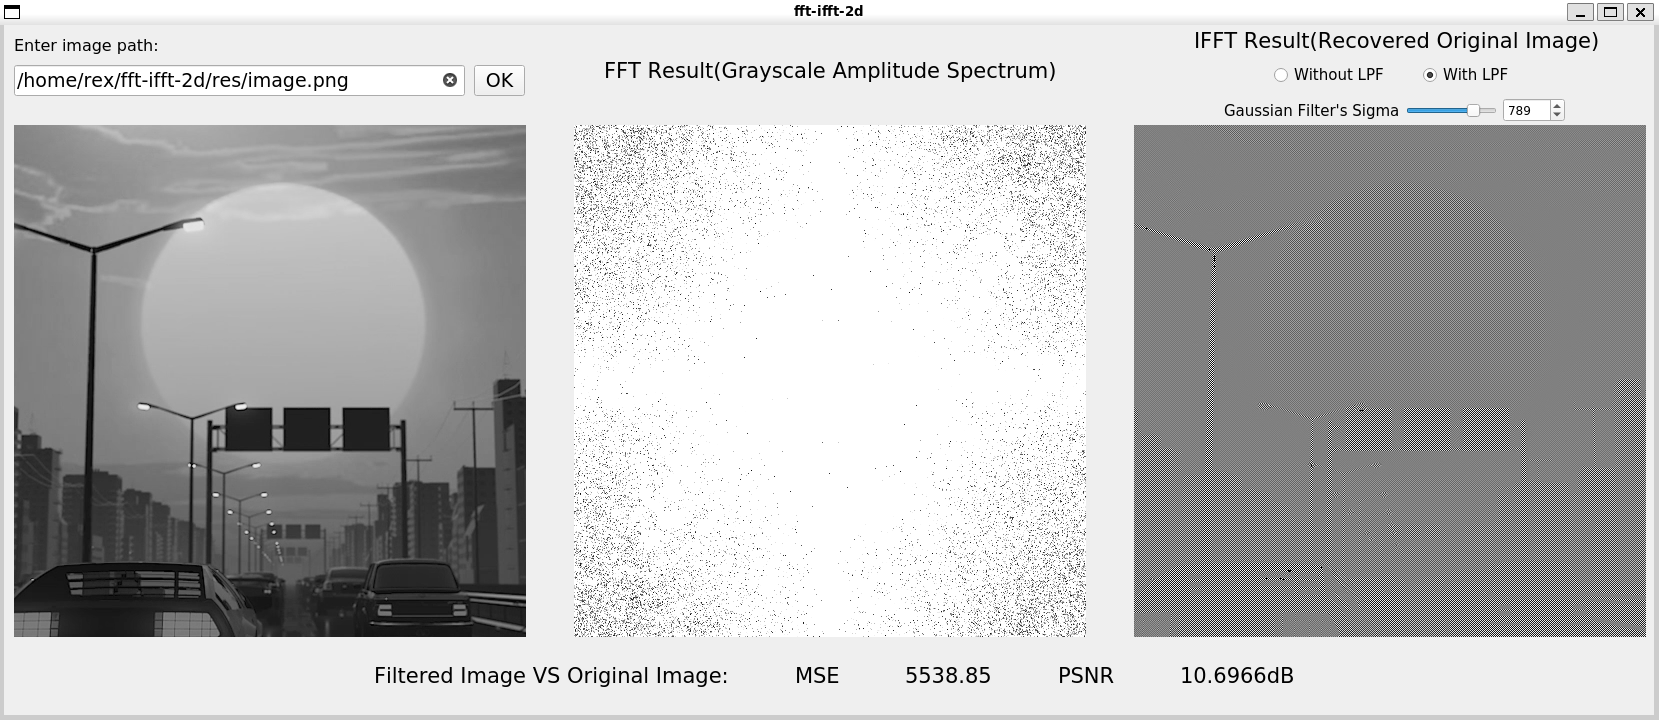 fft-ifft-2d
Enter image path:
/home/rex/fft-ifft-2d/res/image.png
OK
FFT Result(Grayscale Amplitude Spectrum)
IFFT Result(Recovered Original Image)
Without LPF
With LPF
Gaussian Filter's Sigma
789
Filtered Image VS Original Image: MSE 5538.85 PSNR 10.6966dB